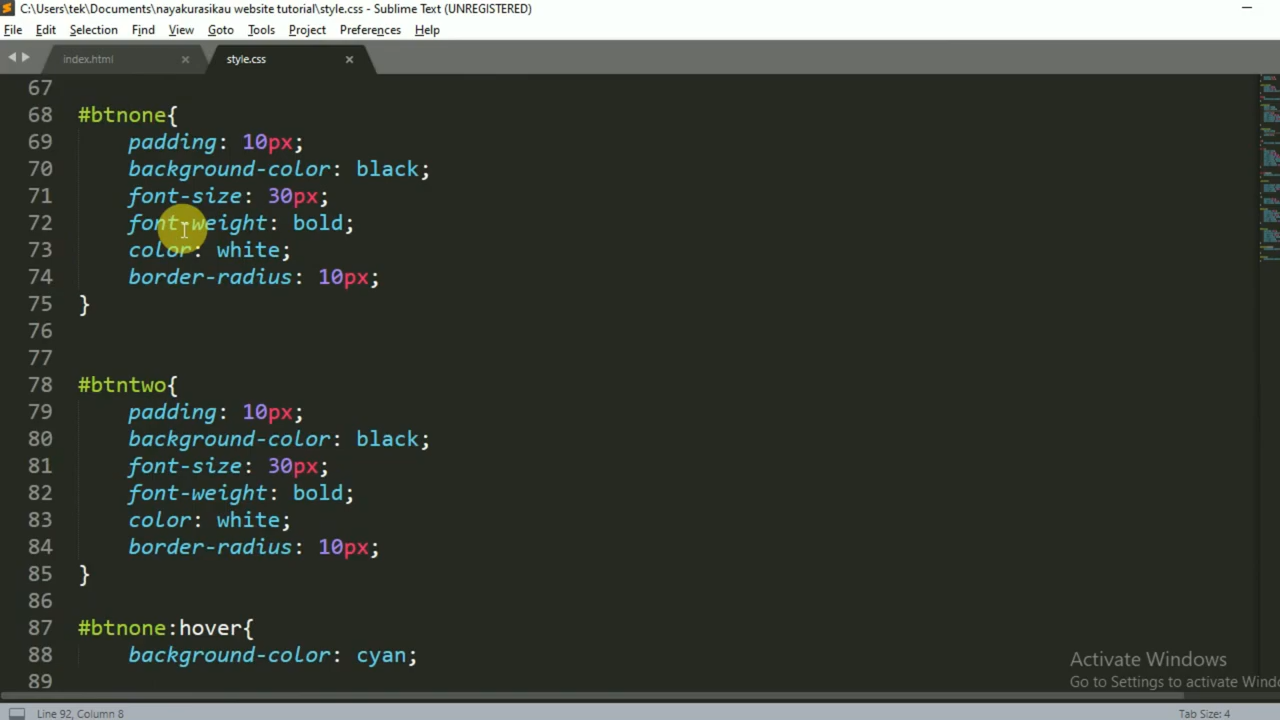 C:\Users\tek\Documents\nayakurasikau website tutorial\style.css - Sublime Text (UNREGISTERED)
File Edit Selection View Find Goto Tools Project Preferences Help
index.html × style.css ×
67
68 #btnone{
69 padding: 10px;
70 background-color: black;
71 font-size: 30px;
72 font-weight: bold;
73 color: white;
74 border-radius: 10px;
75 }
76
77
78 #btntwo{
79 padding: 10px;
80 background-color: black;
81 font-size: 30px;
82 font-weight: bold;
83 color: white;
84 border-radius: 10px;
85 }
86
87 #btnone:hover{
88 background-color: cyan;
89
Activate Windows
Go to Settings to activate Wind
Line 92, Column 8 Tab Size: 4